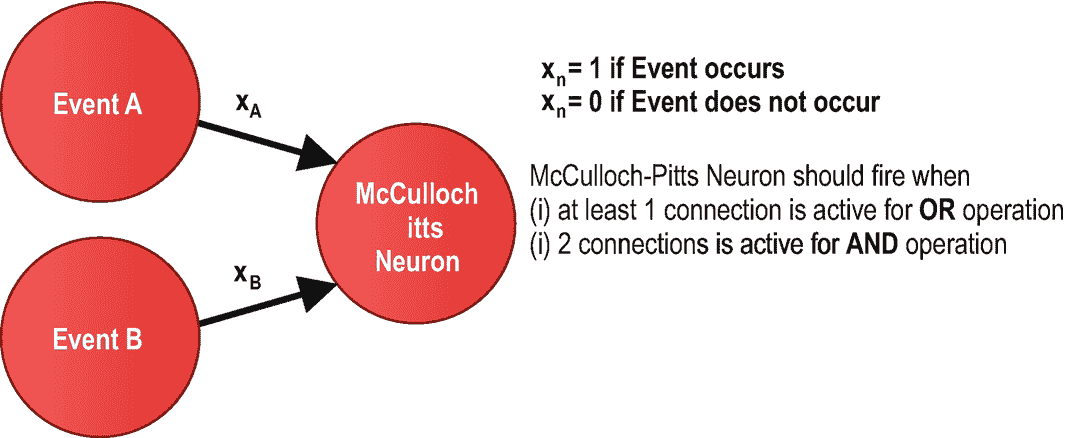 Event A
x_A
x_n = 1 if Event occurs
x_n = 0 if Event does not occur
McCulloch
itts
Neuron
McCulloch-Pitts Neuron should fire when
(i) at least 1 connection is active for OR operation
(i) 2 connections is active for AND operation
x_B
Event B